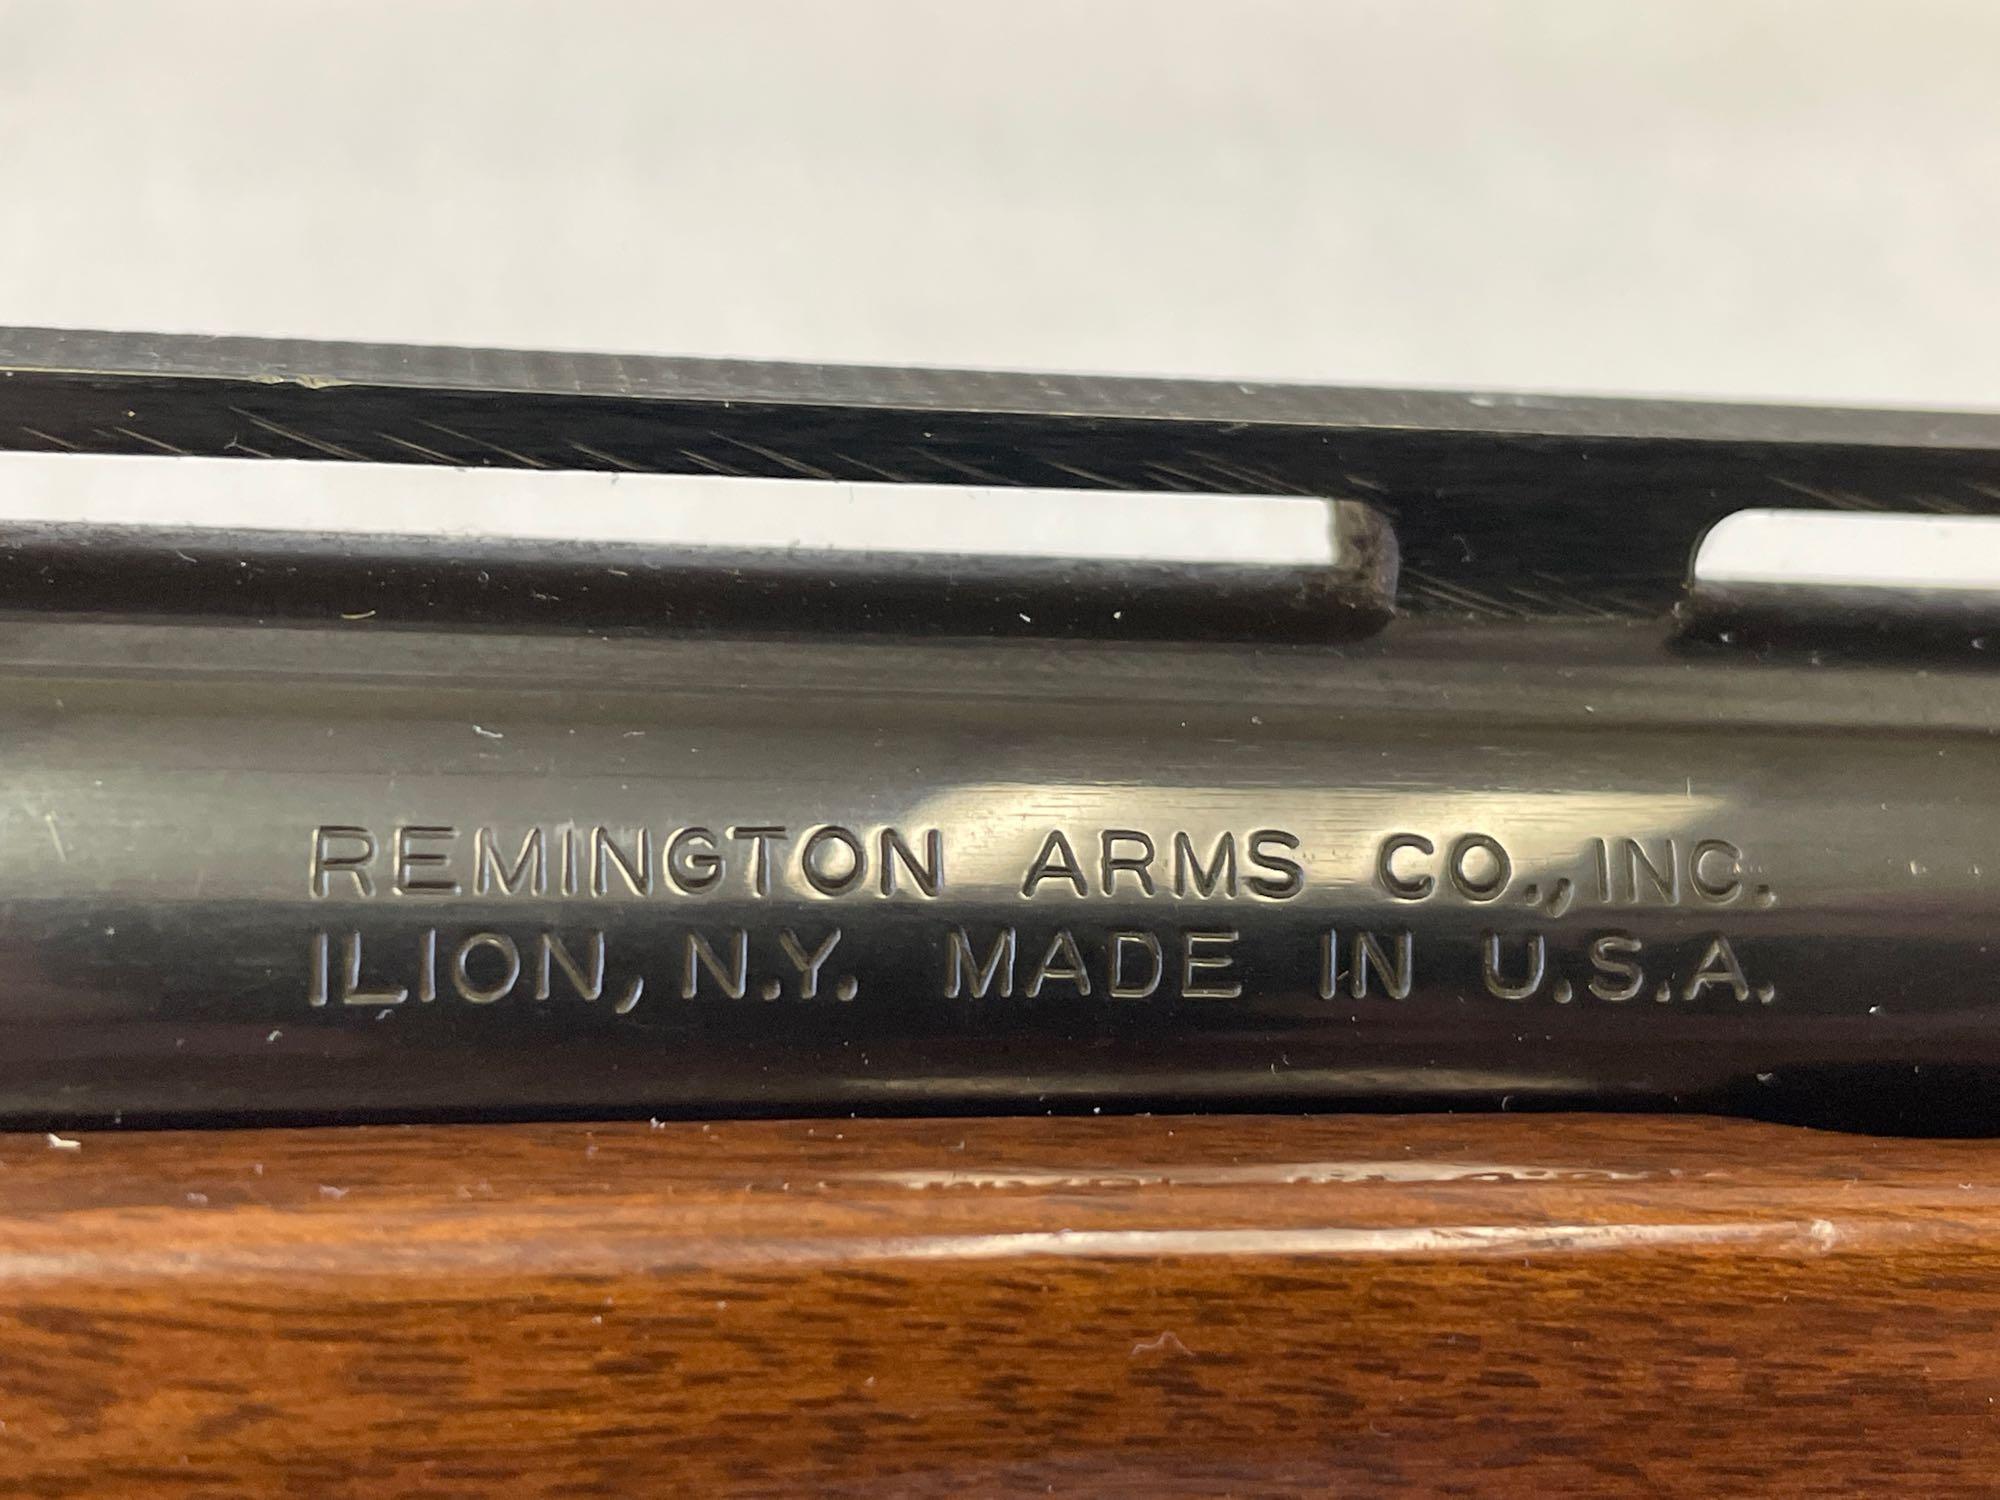 REMINGTON ARMS CO., INC.
ILION, N.Y. MADE IN U.S.A.